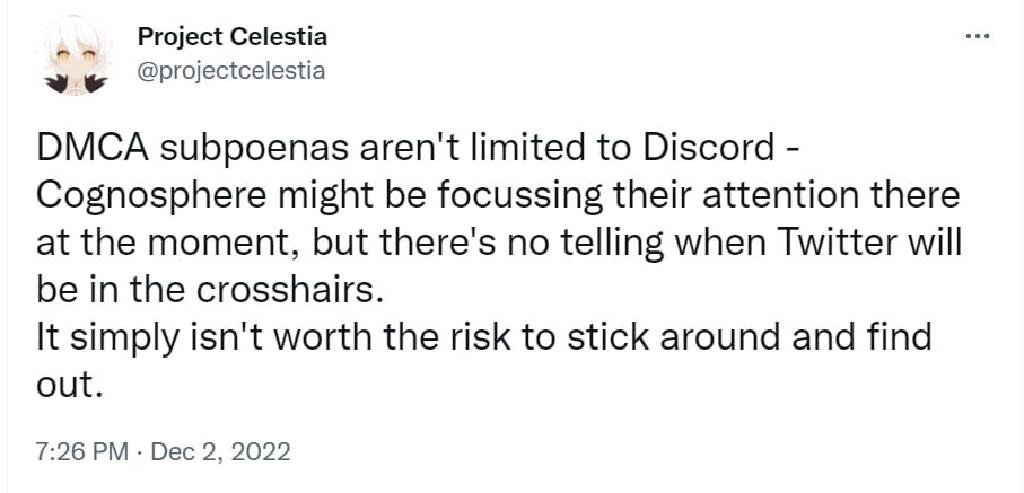 Project Celestia
@projectcelestia
DMCA subpoenas aren't limited to Discord -
Cognosphere might be focussing their attention there
at the moment, but there's no telling when Twitter will
be in the crosshairs.
It simply isn't worth the risk to stick around and find
out.
7:26 PM · Dec 2, 2022